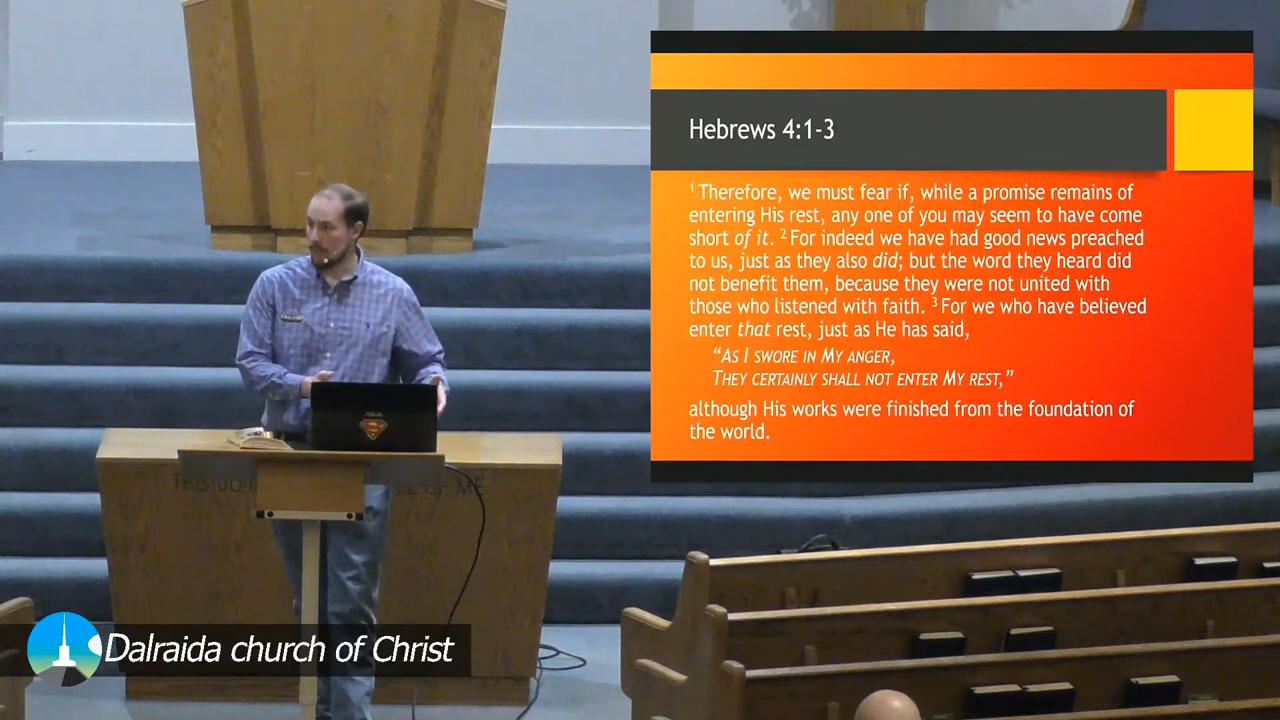 Hebrews 4:1-3
1 Therefore, we must fear if, while a promise remains of
entering His rest, any one of you may seem to have come
short of it. 2 For indeed we have had good news preached
to us, just as they also did; but the word they heard did
not benefit them, because they were not united with
those who listened with faith. 3 For we who have believed
enter that rest, just as He has said,
“AS I SWORE IN MY ANGER,
THEY CERTAINLY SHALL NOT ENTER MY REST,”
although His works were finished from the foundation of
the world.
THIS DO I CE OF ME
Dalraida church of Christ